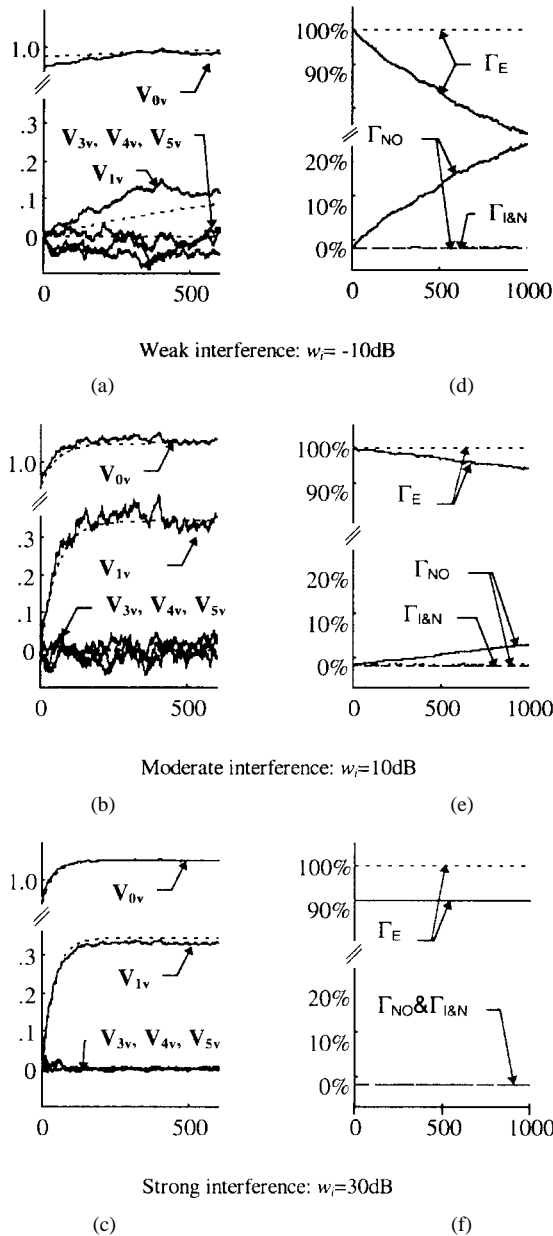 1.0
V0v
.3
V3v, V4v, V5v
.2
V1v
.1
0
0 500
100%
90%
ΓE
ΓNO
20%
10%
ΓI&N
0%
0 500 1000
Weak interference: wi= -10dB
(a) (d)
1.0
V0v
.3
.2
V1v
.1
V3v, V4v, V5v
0
0 500
100%
90%
ΓE
20%
ΓNO
10%
ΓI&N
0%
0 500 1000
Moderate interference: wi=10dB
(b) (e)
1.0
V0v
.3
V1v
.2
.1
V3v, V4v, V5v
0
0 500
100%
90%
ΓE
20%
ΓNO&ΓI&N
10%
0%
0 500 1000
Strong interference: wi=30dB
(c) (f)